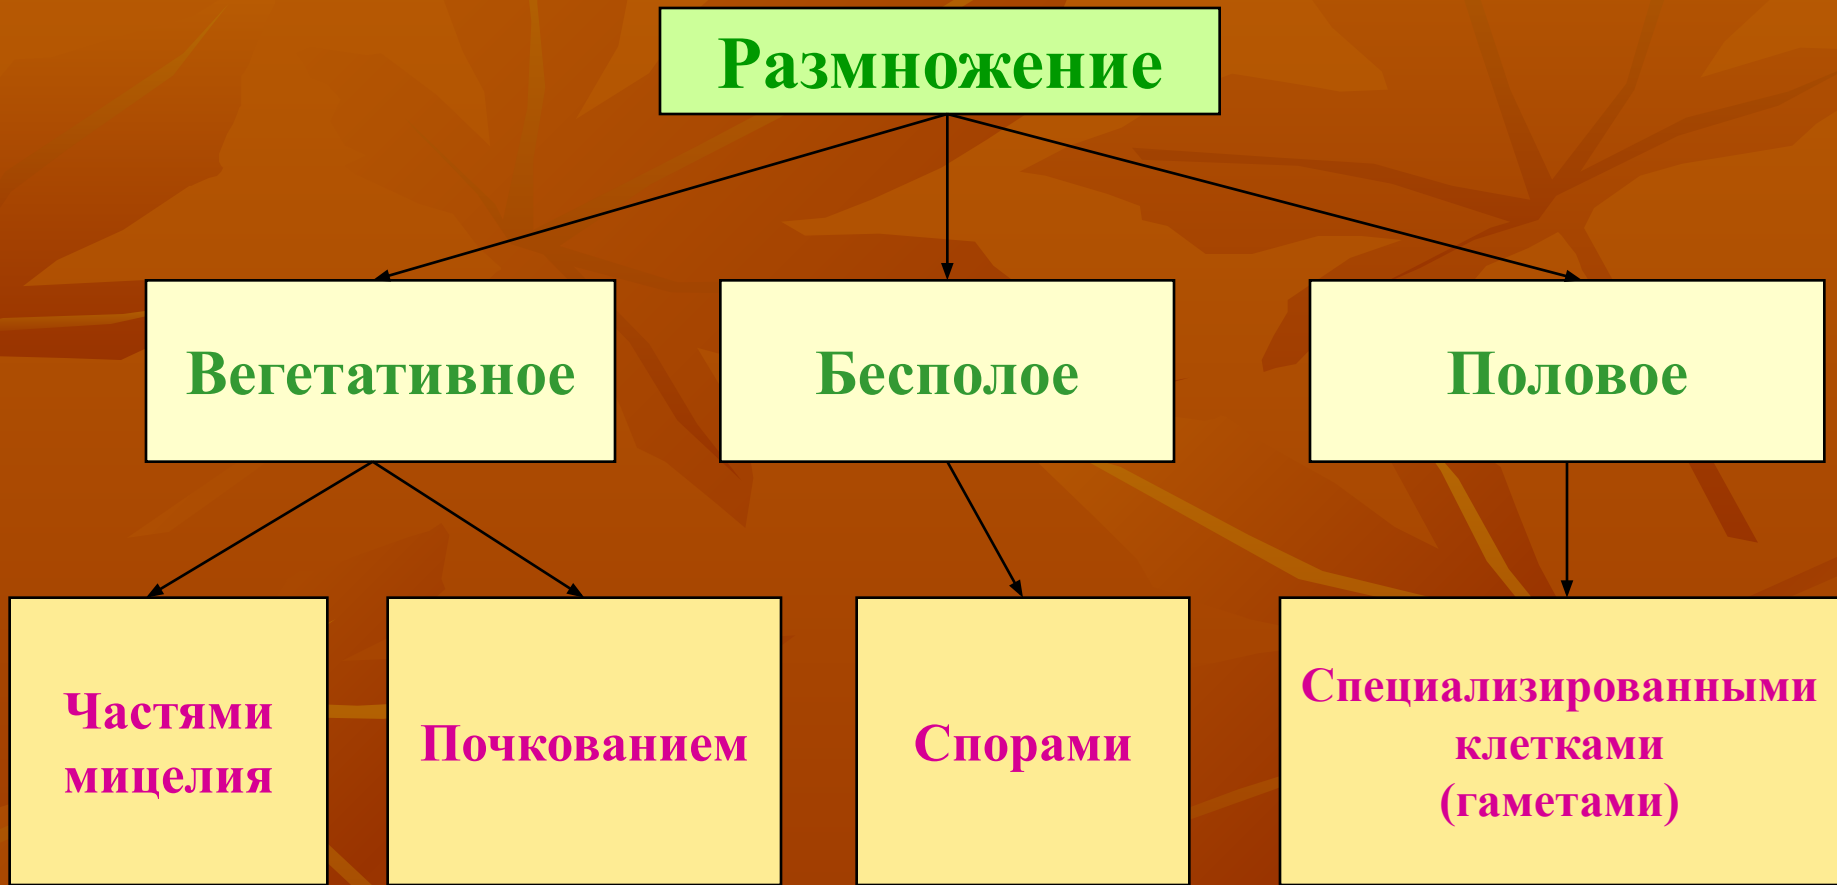 Размножение
Вегетативное
Бесполое
Половое
Частями
мицелия
Почкованием
Спорами
Специализированными
клетками
(гаметами)